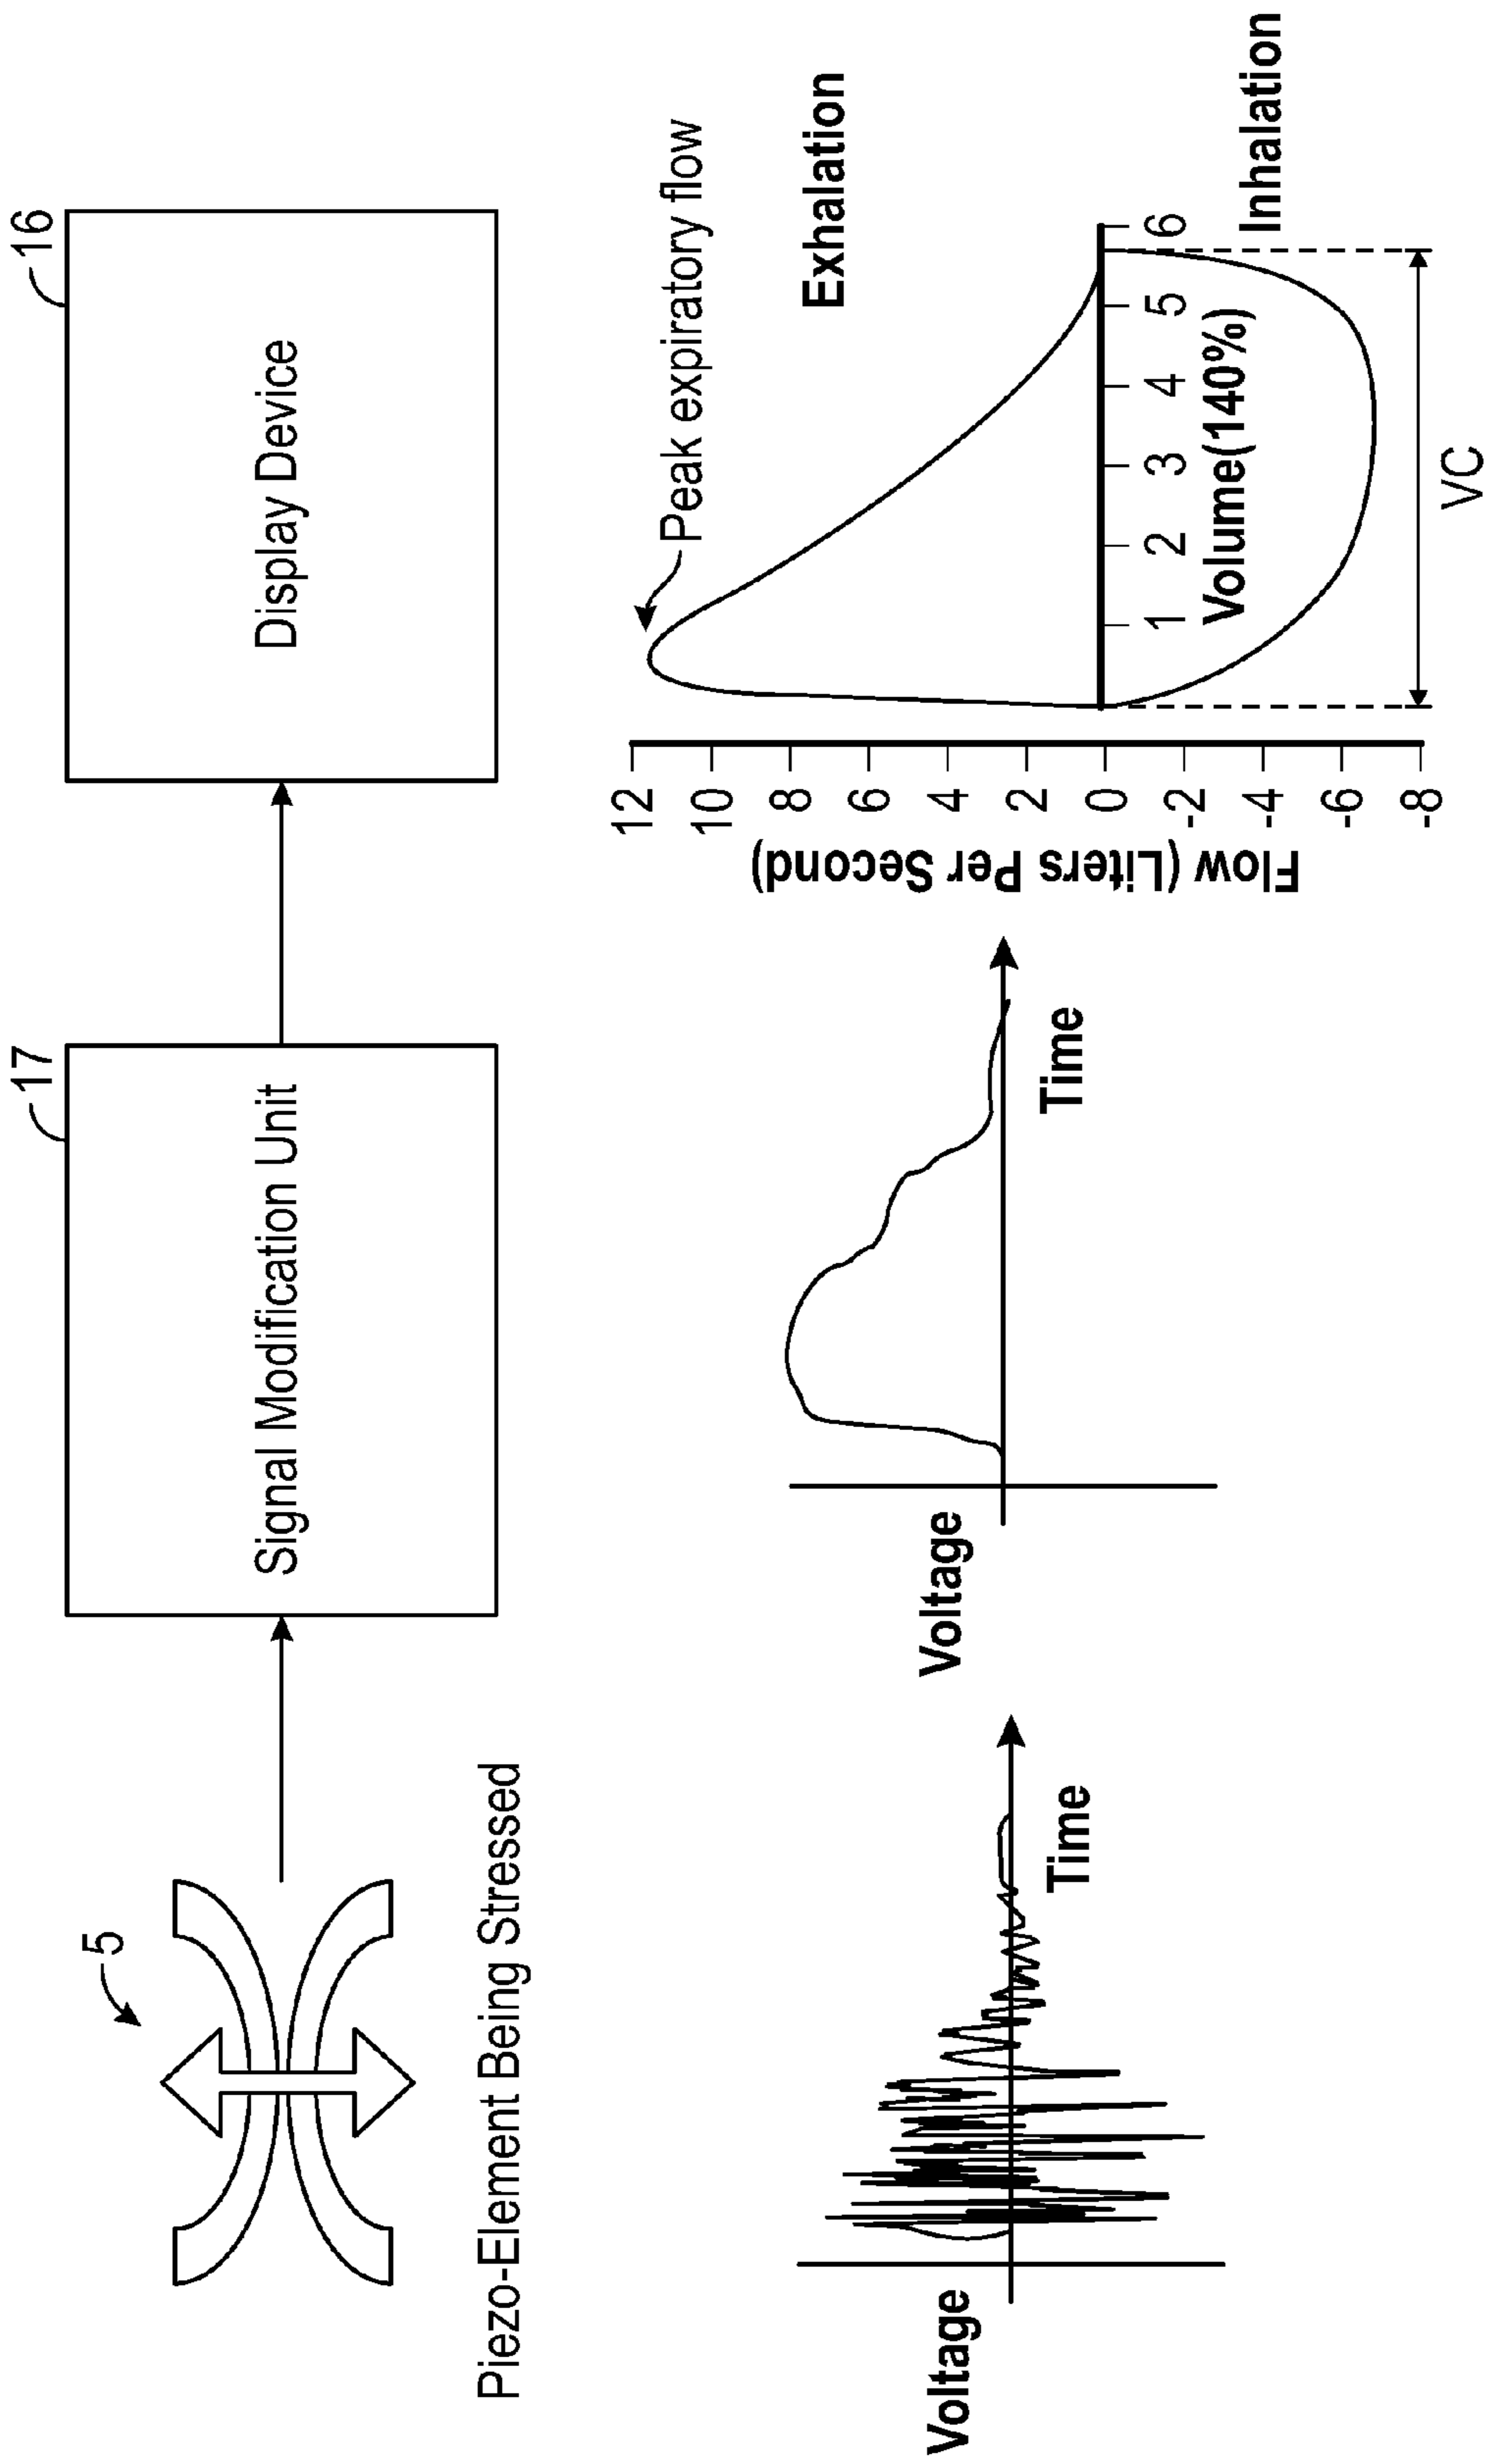 5
17
16
Signal Modification Unit
Display Device
Piezo-Element Being Stressed
Voltage
Time
Voltage
Time
Flow (Liters Per Second)
12
10
8
6
4
2
0
-2
-4
-6
-8
Peak expiratory flow
Exhalation
1 2 3 4 5 6
Volume(140%)
Inhalation
VC